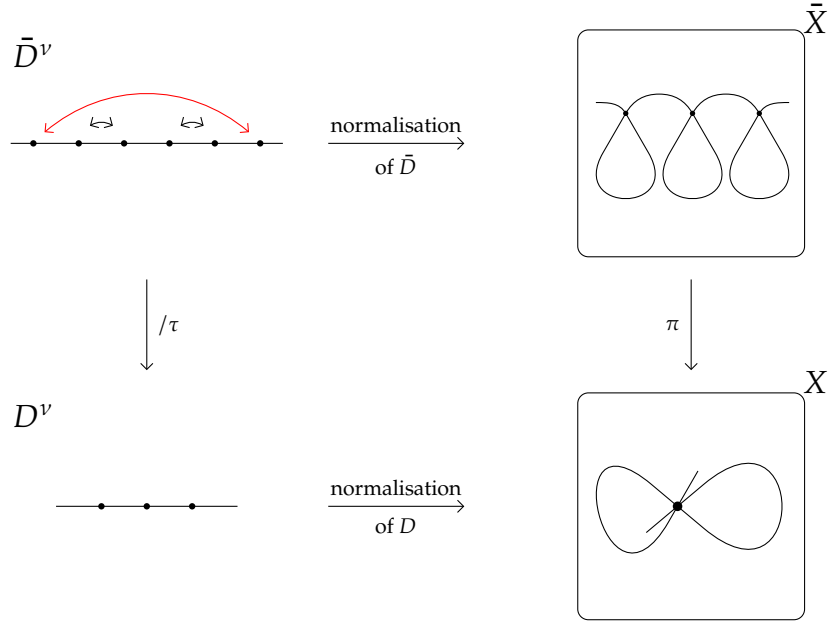 D̄^ν
X̄
normalisation
of D̄
/τ
π
D^ν
X
normalisation
of D